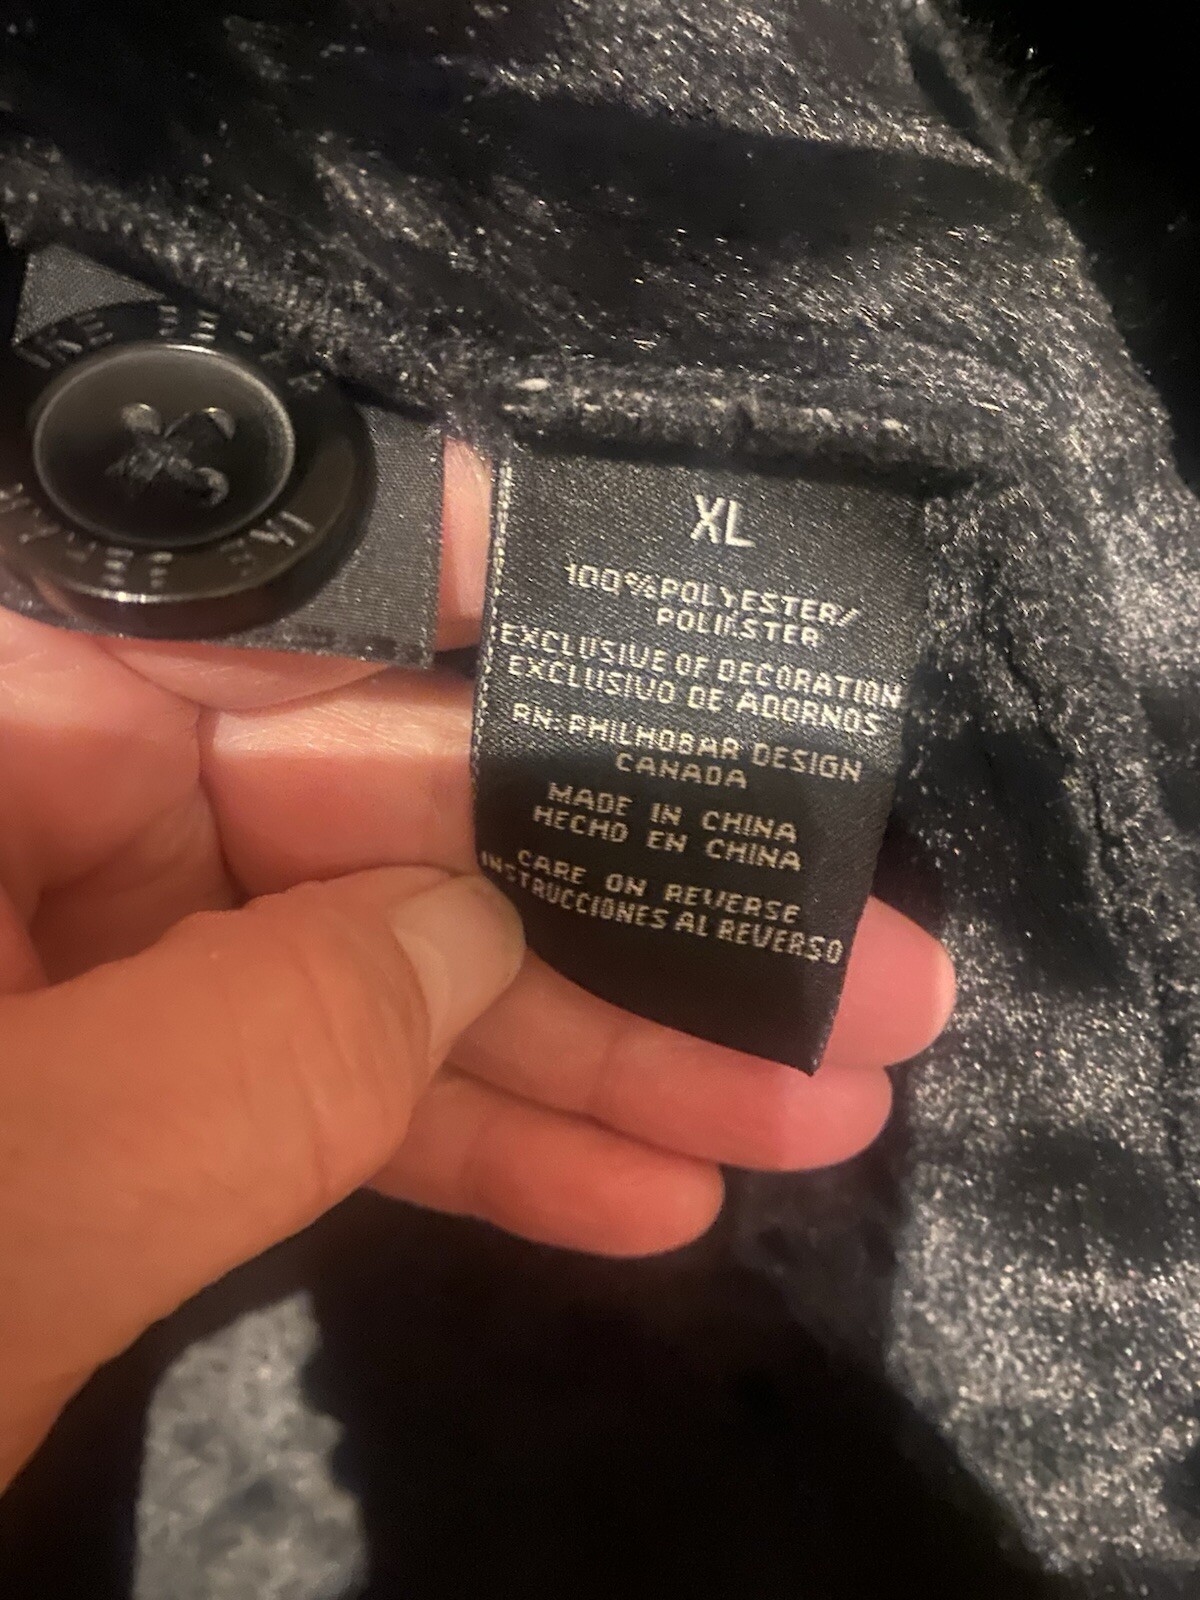 XL
100%POLYESTER/
POLIESTER
EXCLUSIVE OF DECORATION
EXCLUSIVO DE ADORNOS
RN: PHILHOBAR DESIGN
CANADA
MADE IN CHINA
HECHO EN CHINA
CARE ON REVERSE
INSTRUCCIONES AL REVERSO